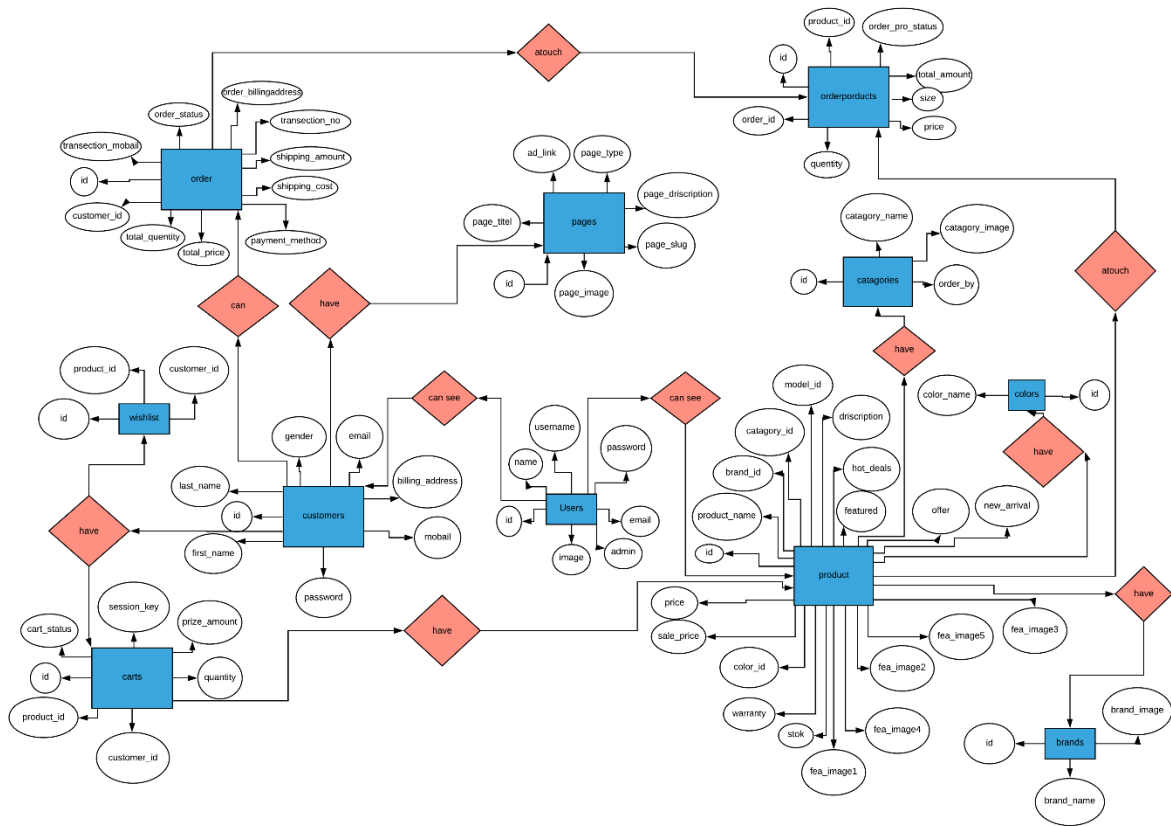 product_id
order_pro_status
atouch
id
orderporducts
total_amount
size
order_id
price
quentity
order_billingaddress
order_status
transection_no
transection_mobail
shipping_amount
order
id
shipping_cost
customer_id
total_quentity
total_price
payment_method
ad_link
page_type
page_driscription
page_titel
pages
page_slug
id
page_image
catagory_name
catagory_image
id
catagories
order_by
atouch
can
have
have
product_id
customer_id
id
wishlist
can see
can see
model_id
color_name
colors
id
gender
email
username
password
catagory_id
driscription
have
name
brand_id
hot_deals
last_name
billing_address
id
customers
id
Users
email
product_name
featured
offer
new_arrival
have
first_name
mobail
image
admin
id
product
password
price
have
session_key
prize_amount
have
cart_status
sale_price
fea_image5
fea_image3
id
carts
quantity
color_id
fea_image2
product_id
warranty
brand_image
customer_id
stok
fea_image4
id
brands
fea_image1
brand_name